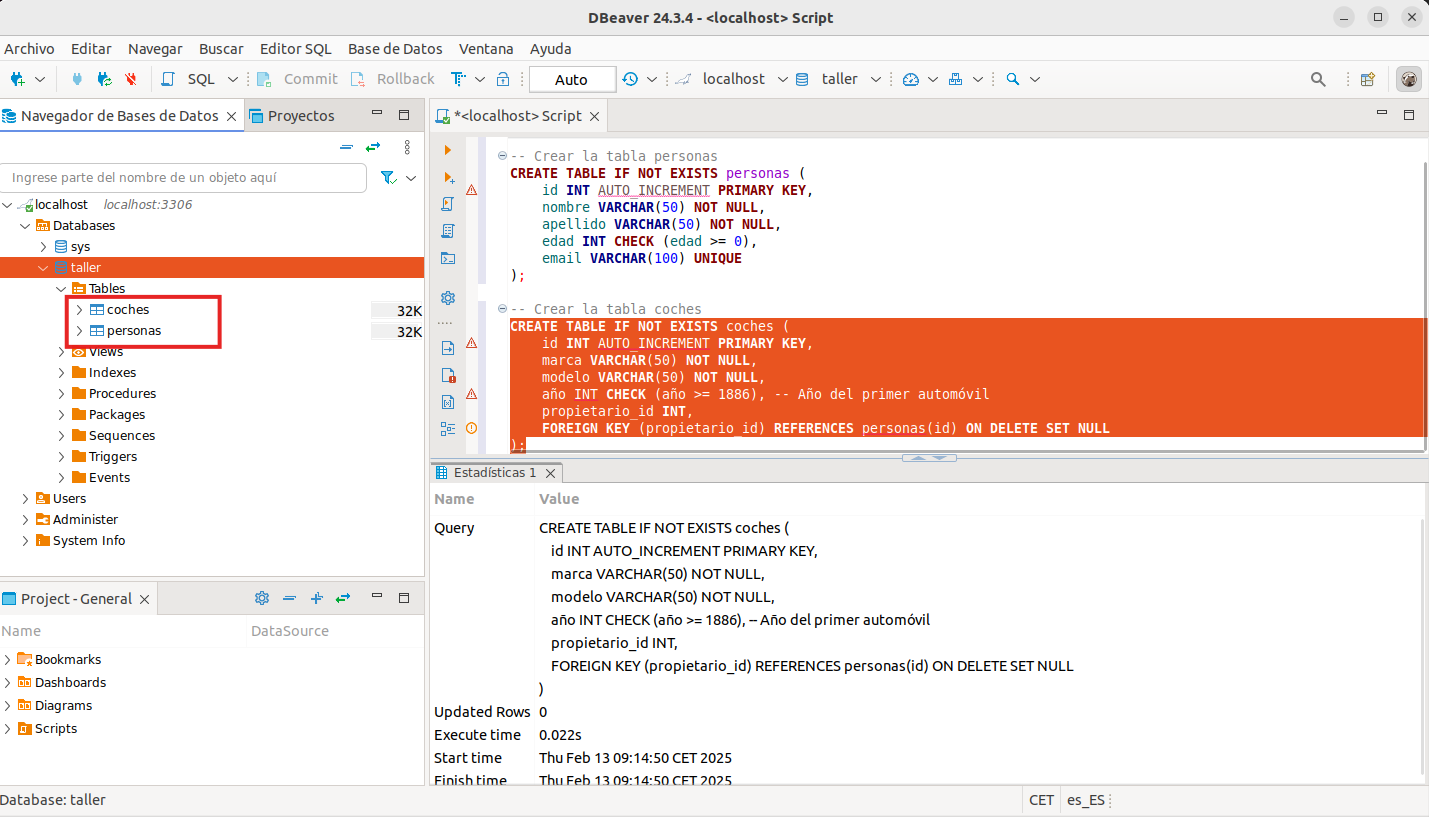 DBeaver 24.3.4 - <localhost> Script
Archivo Editar Navegar Buscar Editor SQL Base de Datos Ventana Ayuda
SQL Commit Rollback Auto localhost taller
Navegador de Bases de Datos Proyectos
Ingrese parte del nombre de un objeto aquí
localhost localhost:3306
Databases
sys
taller
Tables
coches 32K
personas 32K
Views
Indexes
Procedures
Packages
Sequences
Triggers
Events
Users
Administer
System Info
Project - General
Name DataSource
Bookmarks
Dashboards
Diagrams
Scripts
*<localhost> Script
-- Crear la tabla personas
CREATE TABLE IF NOT EXISTS personas (
id INT AUTO_INCREMENT PRIMARY KEY,
nombre VARCHAR(50) NOT NULL,
apellido VARCHAR(50) NOT NULL,
edad INT CHECK (edad >= 0),
email VARCHAR(100) UNIQUE
);
-- Crear la tabla coches
CREATE TABLE IF NOT EXISTS coches (
id INT AUTO_INCREMENT PRIMARY KEY,
marca VARCHAR(50) NOT NULL,
modelo VARCHAR(50) NOT NULL,
año INT CHECK (año >= 1886), -- Año del primer automóvil
propietario_id INT,
FOREIGN KEY (propietario_id) REFERENCES personas(id) ON DELETE SET NULL
);
Estadísticas 1
Name Value
Query CREATE TABLE IF NOT EXISTS coches (
id INT AUTO_INCREMENT PRIMARY KEY,
marca VARCHAR(50) NOT NULL,
modelo VARCHAR(50) NOT NULL,
año INT CHECK (año >= 1886), -- Año del primer automóvil
propietario_id INT,
FOREIGN KEY (propietario_id) REFERENCES personas(id) ON DELETE SET NULL
)
Updated Rows 0
Execute time 0.022s
Start time Thu Feb 13 09:14:50 CET 2025
Finish time Thu Feb 13 09:14:50 CET 2025
Database: taller CET es_ES